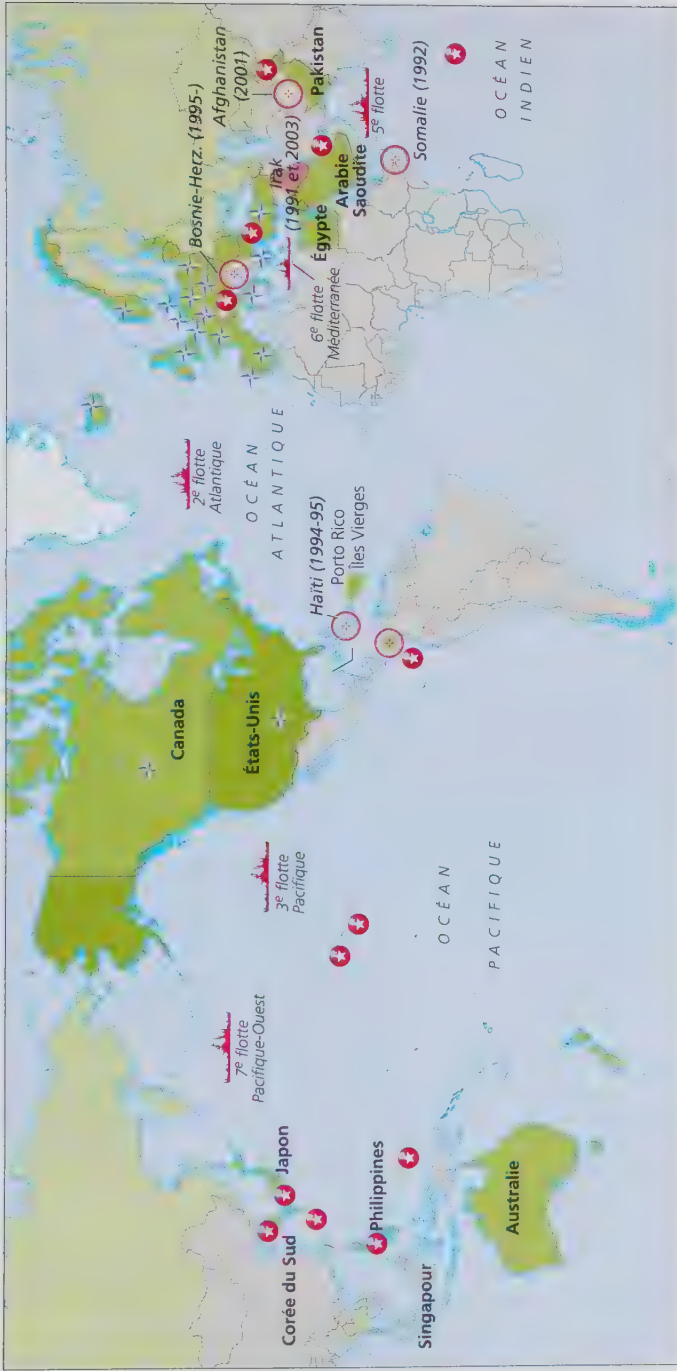 Canada
États-Unis
2e flotte
Atlantique
OCÉAN
ATLANTIQUE
Haïti (1994-95)
Porto Rico
Îles Vierges
3e flotte
Pacifique
OCÉAN
PACIFIQUE
7e flotte
Pacifique-Ouest
Japon
Corée du Sud
Philippines
Singapour
Australie
Bosnie-Herz. (1995-)
Afghanistan
(2001)
Irak
(1991 et 2003)
Pakistan
Égypte
Arabie
Saoudite
6e flotte
Méditerranée
5e flotte
Somalie (1992)
OCÉAN
INDIEN